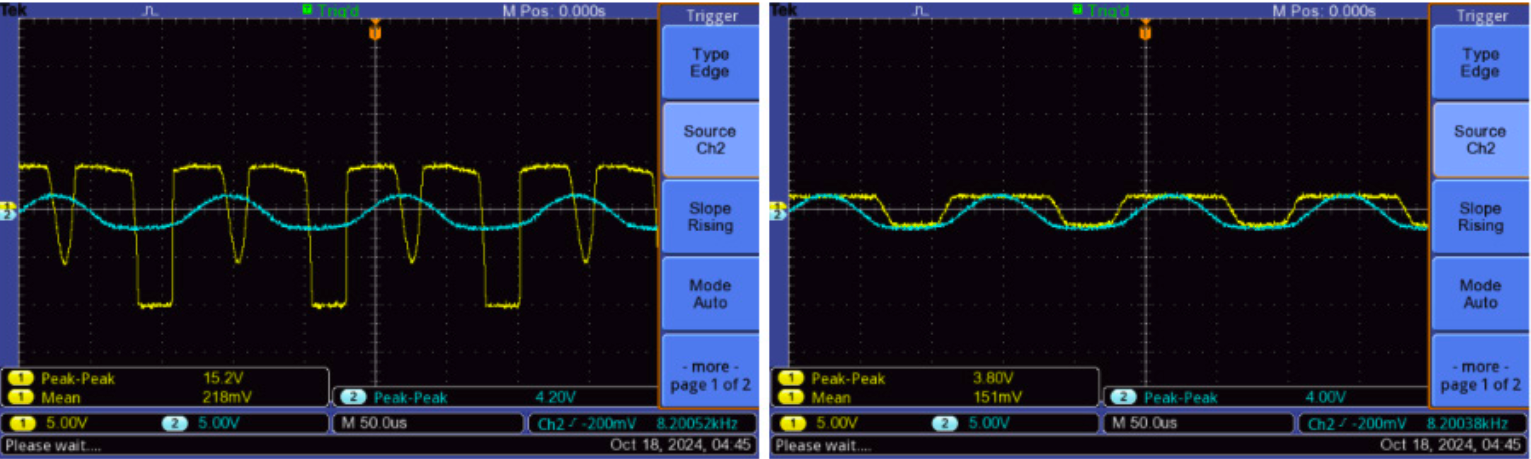 Tek Trig'd M Pos: 0.000s Trigger
Type
Edge
Source
Ch2
Slope
Rising
Mode
Auto
- more -
page 1 of 2
1
2
1 Peak-Peak 15.2V
1 Mean 218mV
2 Peak-Peak 4.20V
1 5.00V 2 5.00V M 50.0us Ch2 -200mV 8.20052kHz
Please wait.... Oct 18, 2024, 04:45
Tek Trig'd M Pos: 0.000s Trigger
Type
Edge
Source
Ch2
Slope
Rising
Mode
Auto
- more -
page 1 of 2
1
2
1 Peak-Peak 3.80V
1 Mean 151mV
2 Peak-Peak 4.00V
1 5.00V 2 5.00V M 50.0us Ch2 -200mV 8.20038kHz
Please wait.... Oct 18, 2024, 04:45